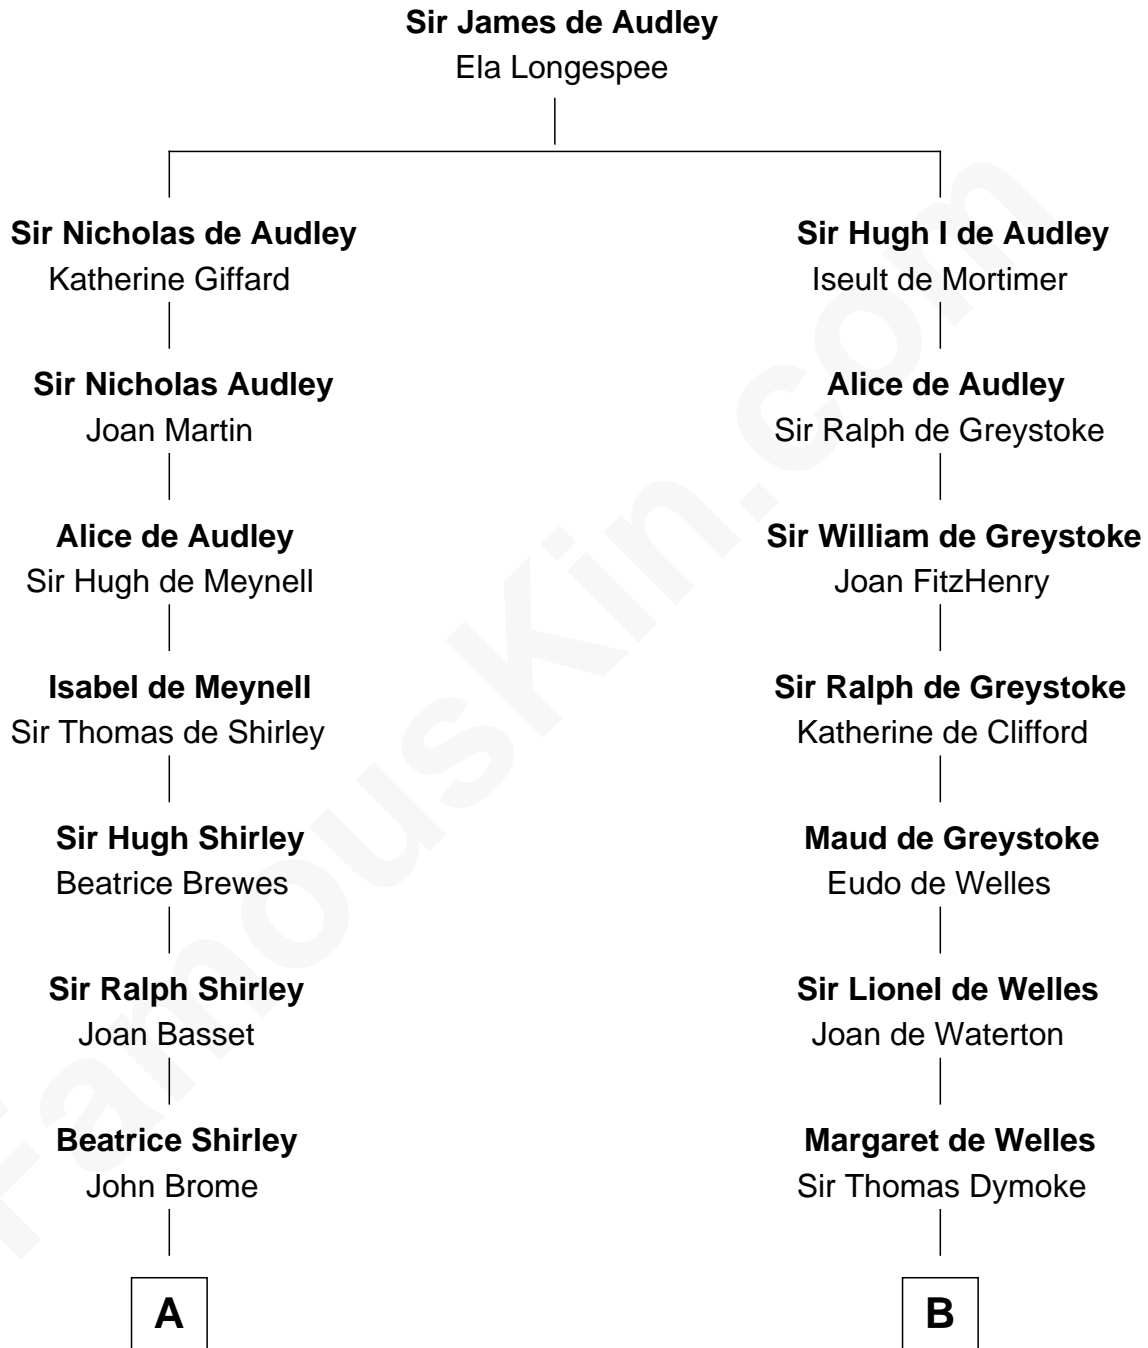 Sir James de Audley
Ela Longespee
Sir Nicholas de Audley
Katherine Giffard
Sir Hugh I de Audley
Iseult de Mortimer
Sir Nicholas Audley
Joan Martin
Alice de Audley
Sir Ralph de Greystoke
Alice de Audley
Sir Hugh de Meynell
Sir William de Greystoke
Joan FitzHenry
Isabel de Meynell
Sir Thomas de Shirley
Sir Ralph de Greystoke
Katherine de Clifford
Sir Hugh Shirley
Beatrice Brewes
Maud de Greystoke
Eudo de Welles
Sir Ralph Shirley
Joan Basset
Sir Lionel de Welles
Joan de Waterton
Beatrice Shirley
John Brome
Margaret de Welles
Sir Thomas Dymoke
A
B
FamousKin.com